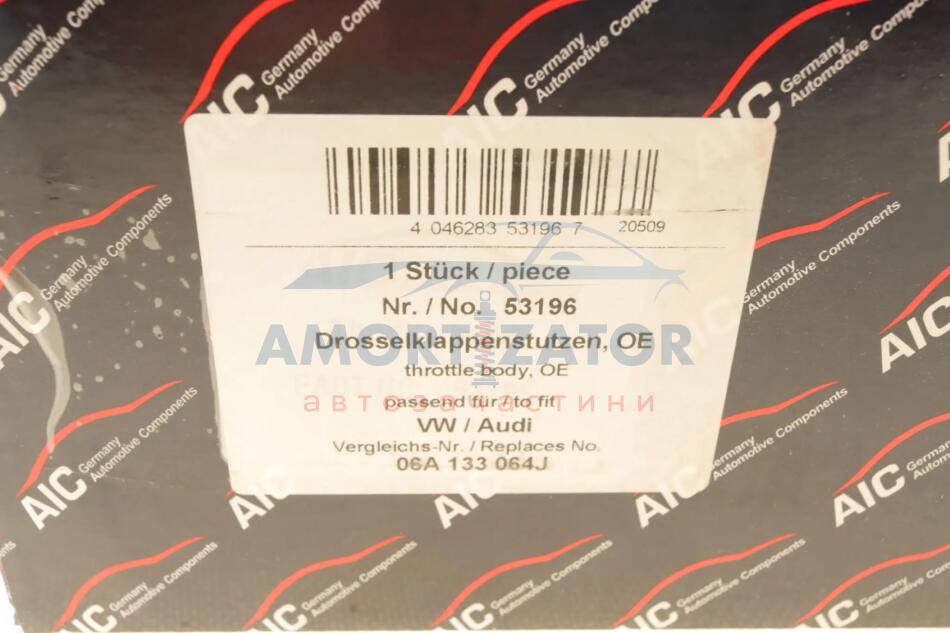 AIC Germany
Automotive Components
4 046283 53196 7 20509
1 Stück / piece
Nr. / No. 53196
Drosselklappenstutzen, OE
throttle body, OE
passend für / to fit
VW / Audi
Vergleichs-Nr. / Replaces No.
06A 133 064J
AMORTIZATOR
автозапчастини